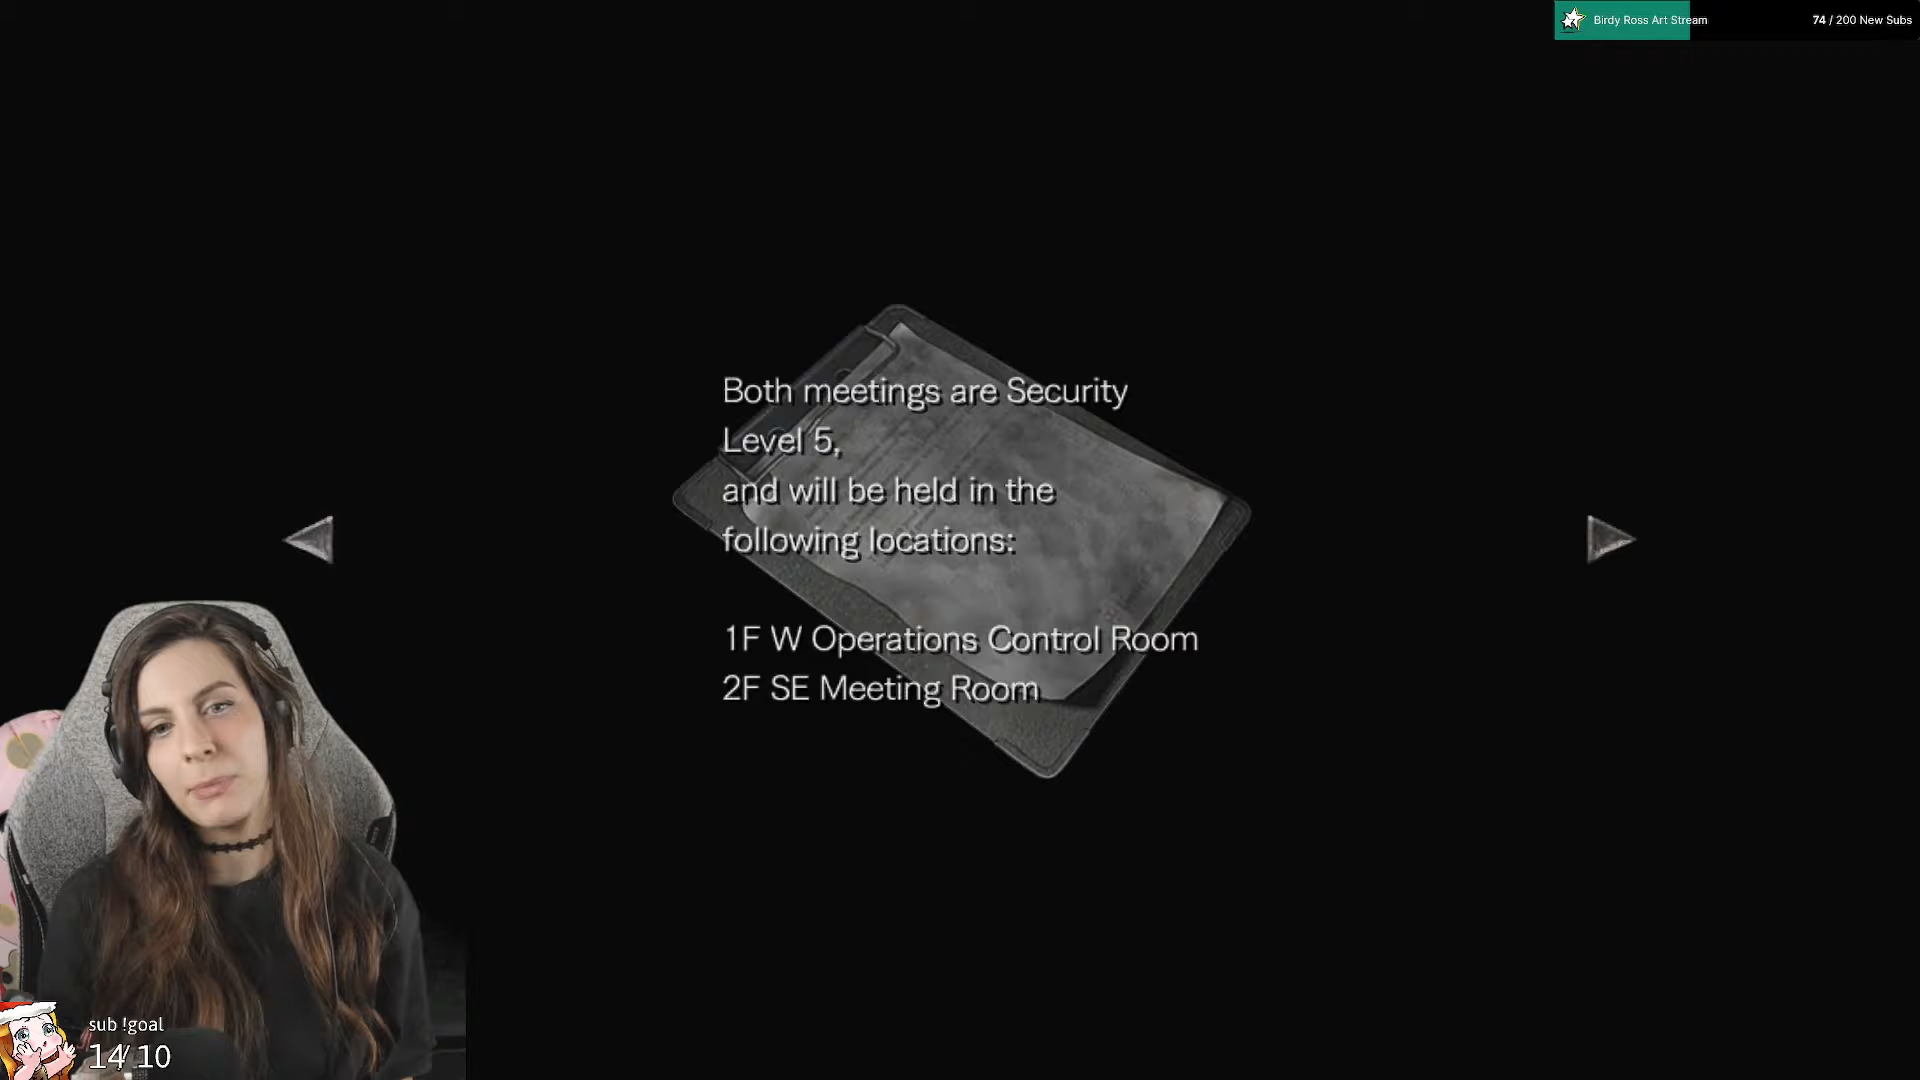 Birdy Ross Art Stream
74 / 200 New Subs
Both meetings are Security
Level 5,
and will be held in the
following locations:
1F W Operations Control Room
2F SE Meeting Room
sub !goal
14/10